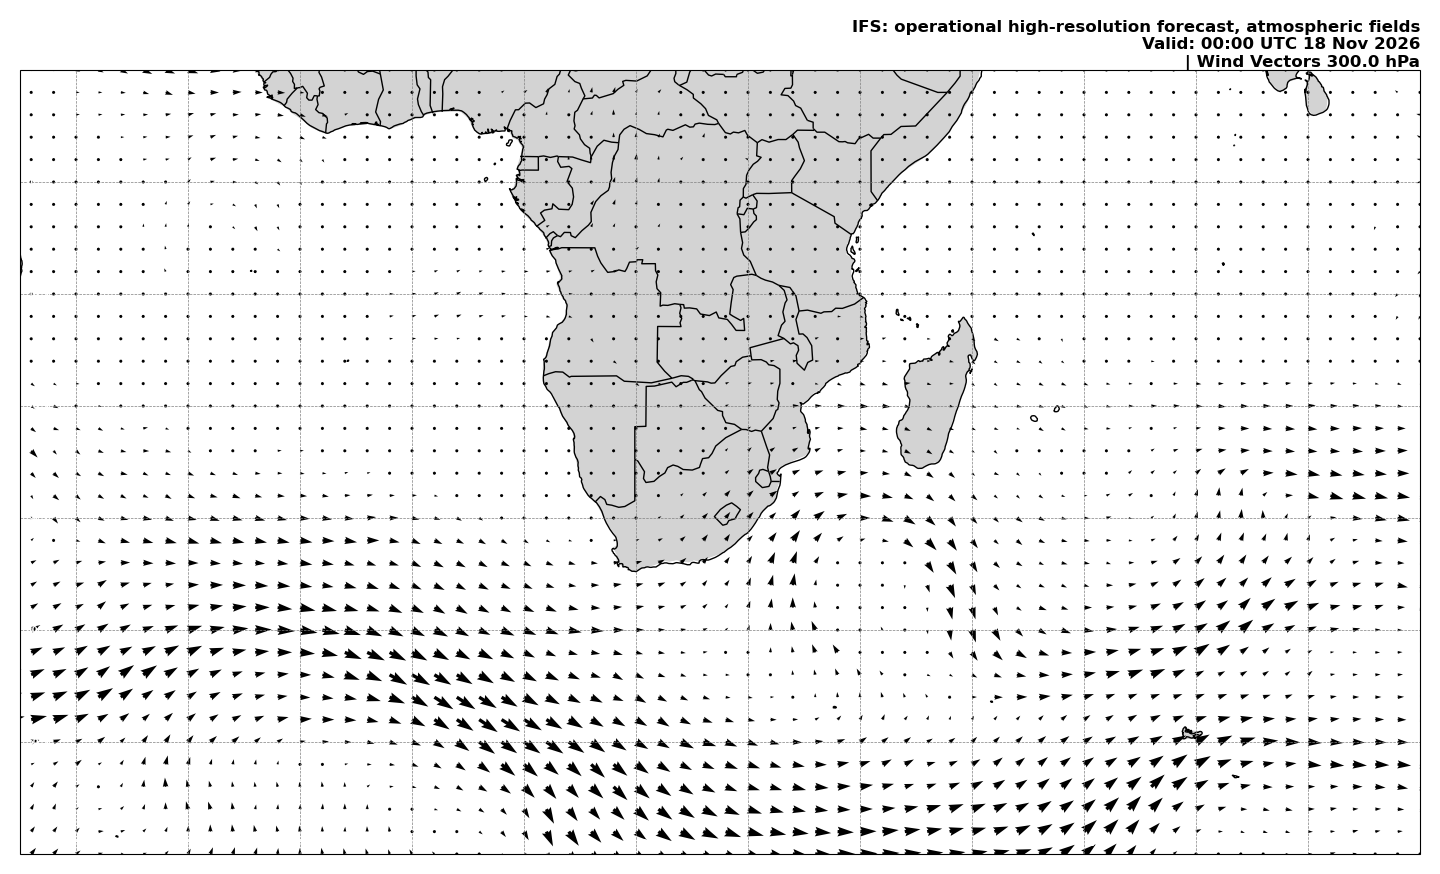 IFS: operational high-resolution forecast, atmospheric fields
Valid: 00:00 UTC 18 Nov 2026
| Wind Vectors 300.0 hPa